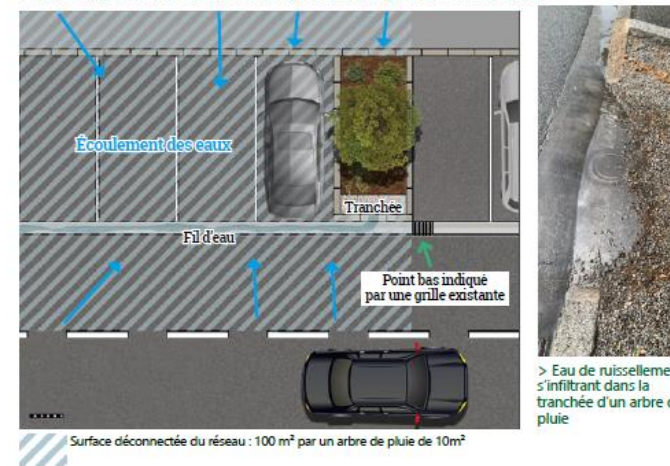 Écoulement des eaux
Tranchée
Fil d'eau
Point bas indiqué
par une grille existante
> Eau de ruissellement
s'infiltrant dans la
tranchée d'un arbre
pluie
Surface déconnectée du réseau : 100 m² par un arbre de pluie de 10m²